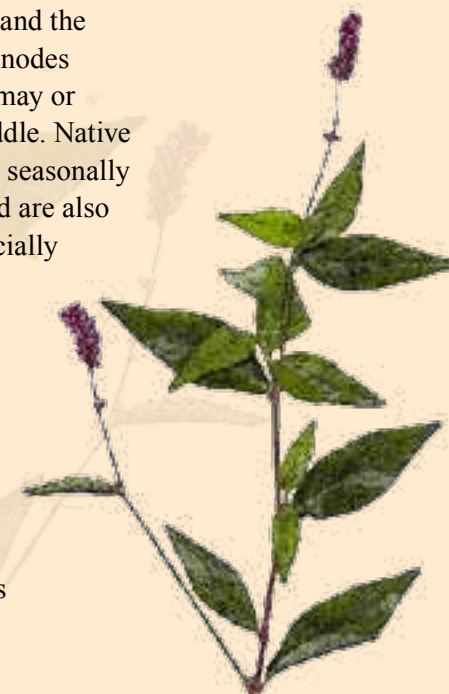 and the
nodes
may or
ddle. Native
seasonally
d are also
cially
s